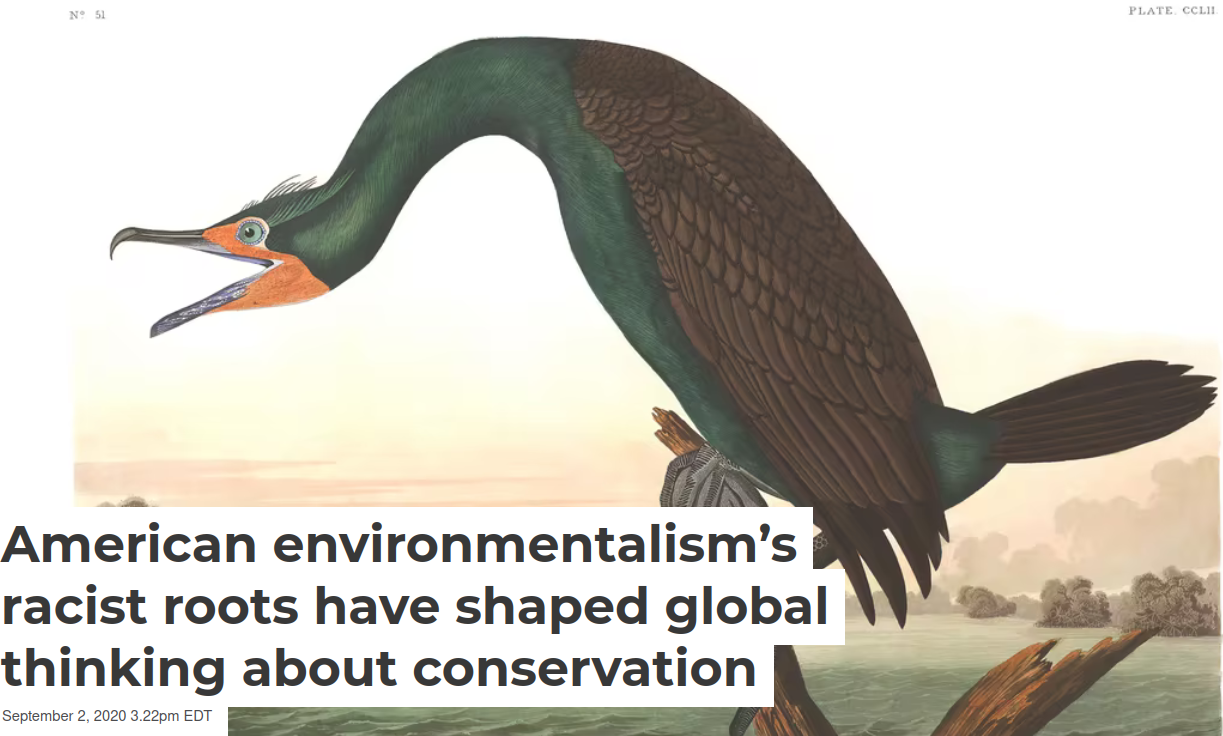 Nº 51
PLATE. CCLII.
American environmentalism’s
racist roots have shaped global
thinking about conservation
September 2, 2020 3.22pm EDT